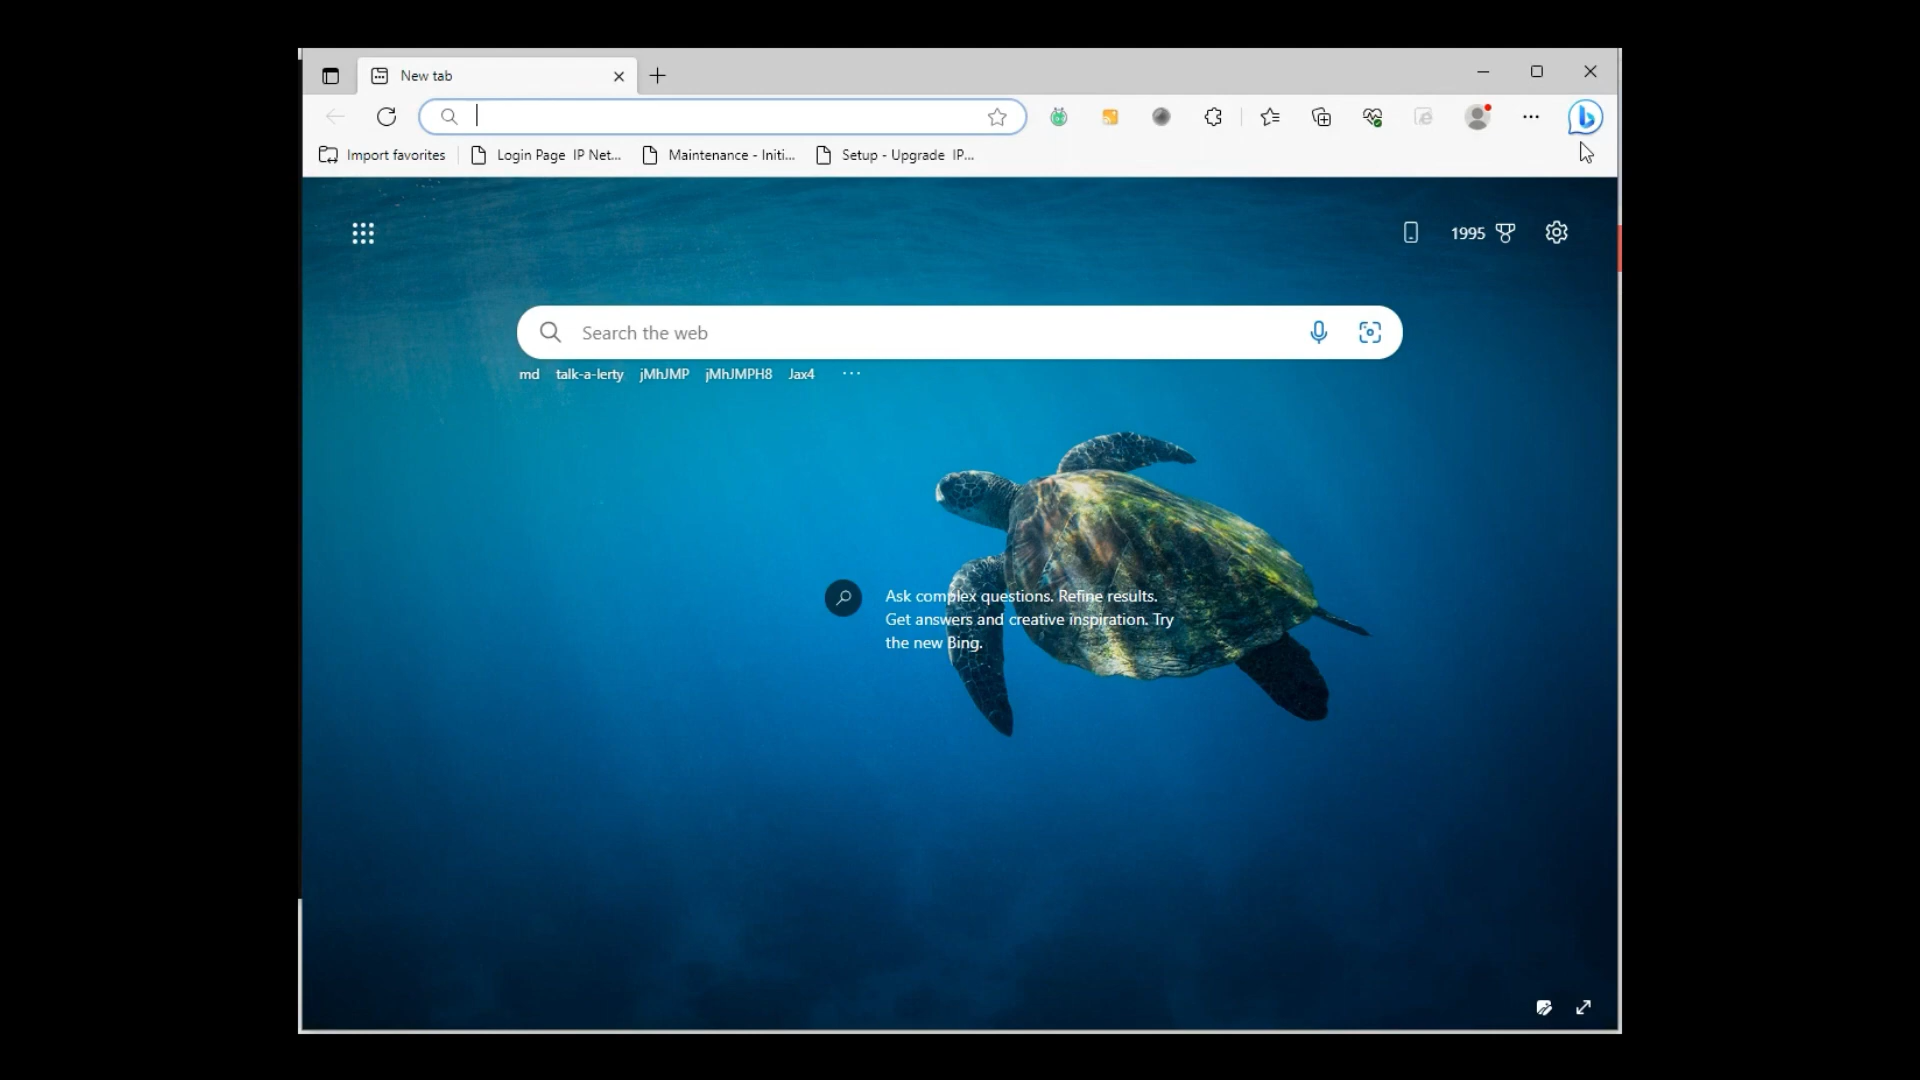 New tab
Import favorites
Login Page IP Net...
Maintenance - Initi...
Setup - Upgrade IP...
1995
Search the web
md talk-a-lerty jMhJMP jMhJMPH8 Jax4 ...
Ask complex questions. Refine results.
Get answers and creative inspiration. Try
the new Bing.